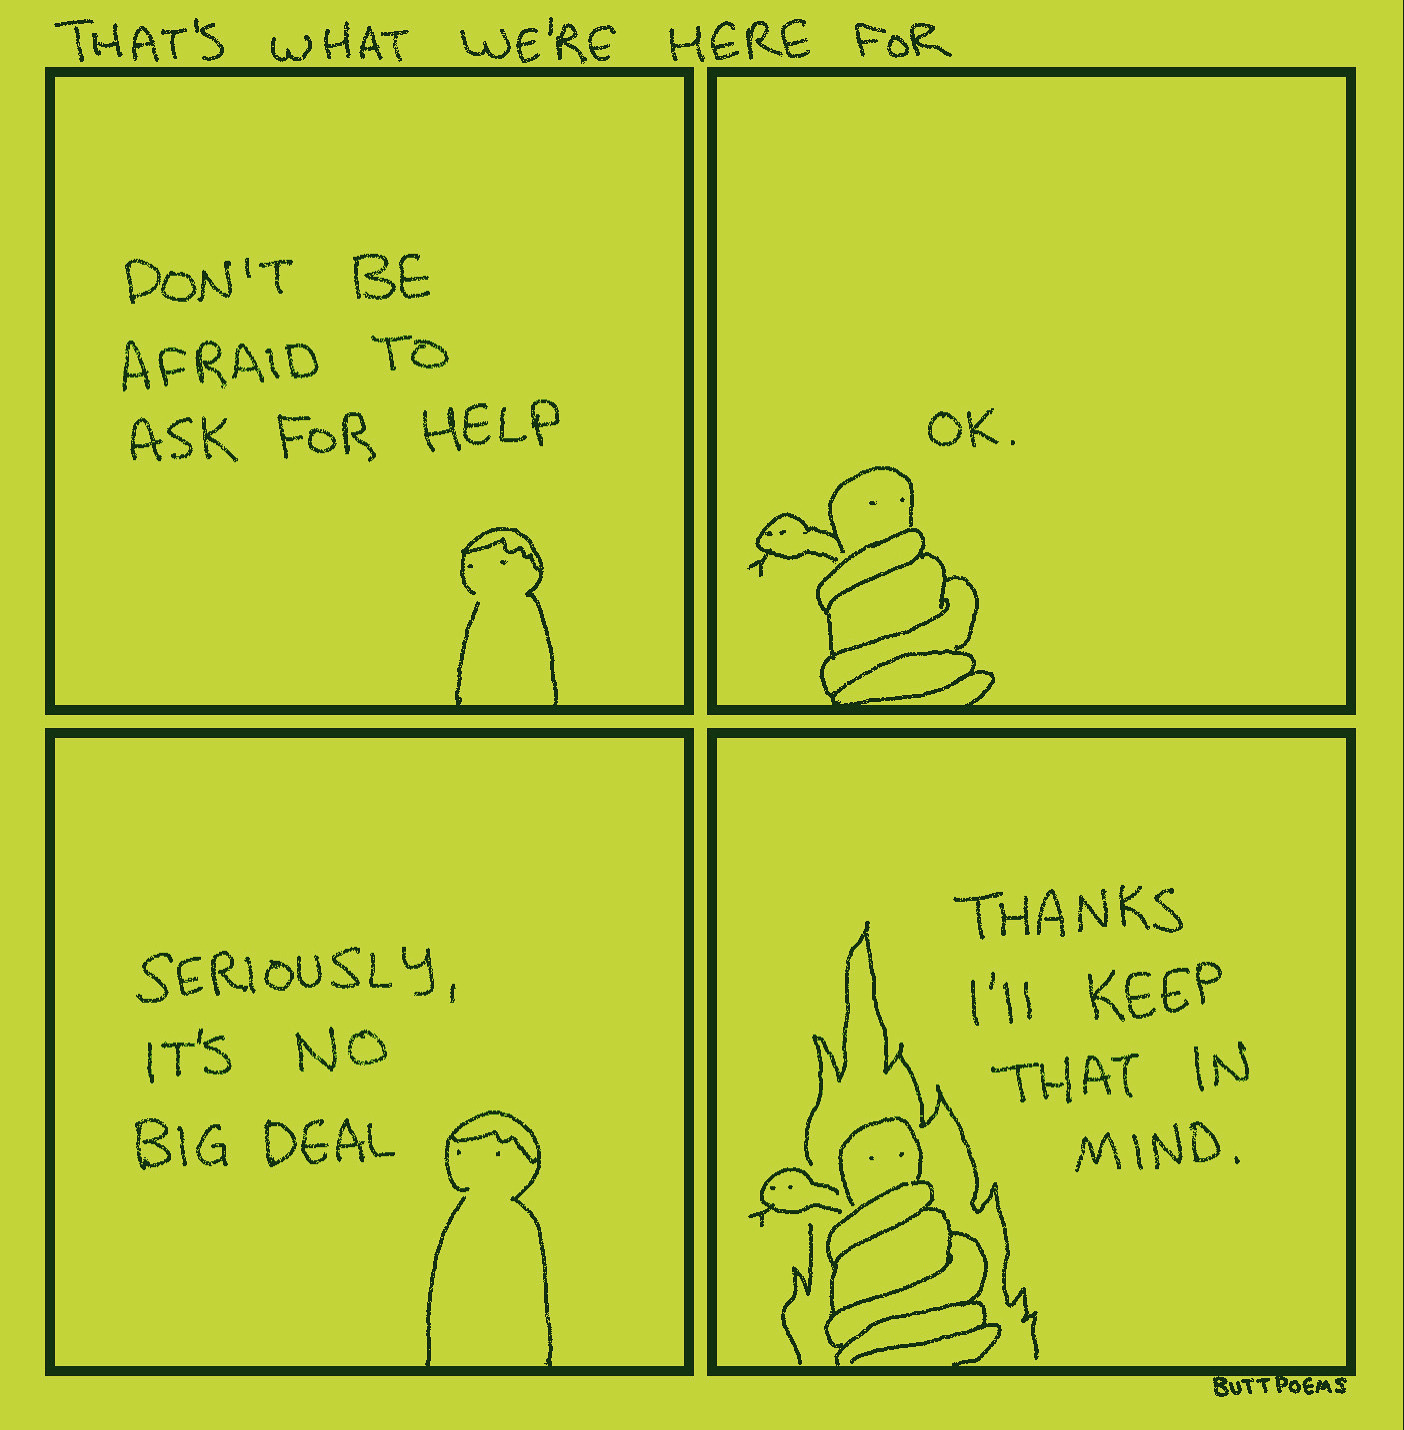 THAT'S WHAT WE'RE HERE FOR
DON'T BE
AFRAID TO
ASK FOR HELP
OK.
SERIOUSLY,
IT'S NO
BIG DEAL
THANKS
I'll KEEP
THAT IN
MIND.
BUTTPOEMS